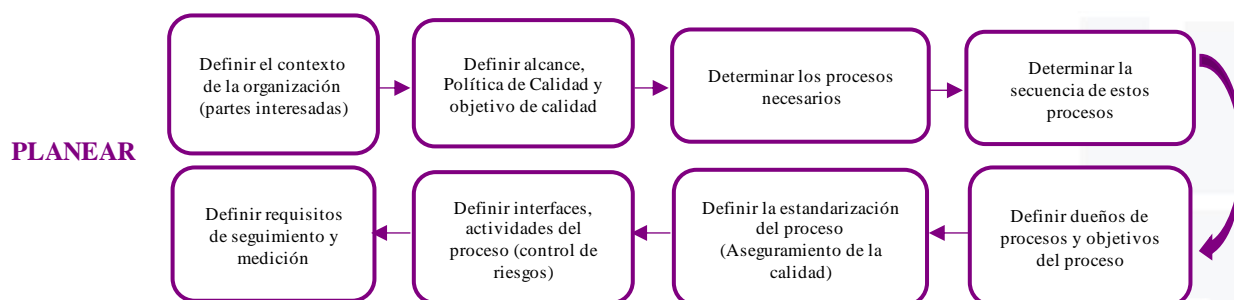 PLANEAR
Definir el contexto
de la organización
(partes interesadas)
Definir alcance,
Política de Calidad y
objetivo de calidad
Determinar los procesos
necesarios
Determinar la
secuencia de estos
procesos
Definir dueños de
procesos y objetivos
del proceso
Definir la estandarización
del proceso
(Aseguramiento de la
calidad)
Definir interfaces,
actividades del
proceso (control de
riesgos)
Definir requisitos
de seguimiento y
medición